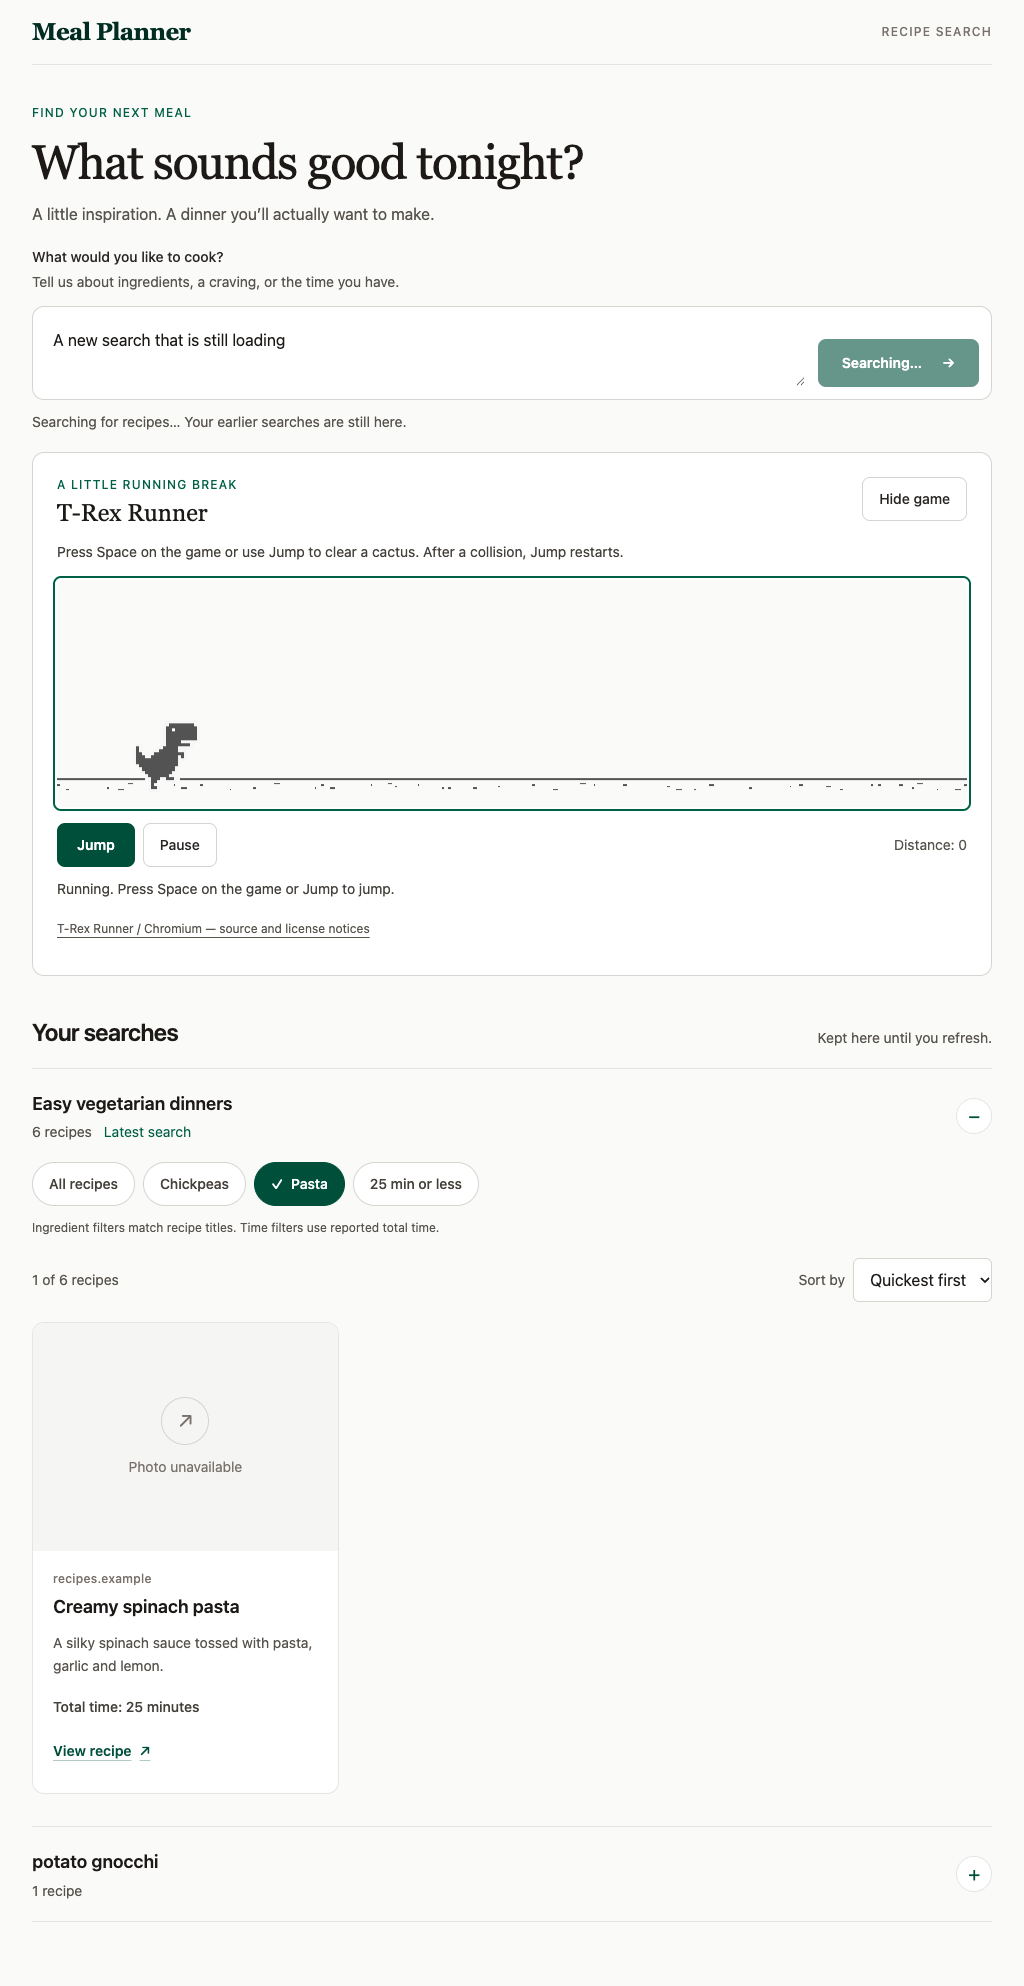 Meal Planner
RECIPE SEARCH
FIND YOUR NEXT MEAL
What sounds good tonight?
A little inspiration. A dinner you’ll actually want to make.
What would you like to cook?
Tell us about ingredients, a craving, or the time you have.
A new search that is still loading
Searching... →
Searching for recipes... Your earlier searches are still here.
A LITTLE RUNNING BREAK
T-Rex Runner
Hide game
Press Space on the game or use Jump to clear a cactus. After a collision, Jump restarts.
Jump
Pause
Distance: 0
Running. Press Space on the game or Jump to jump.
T-Rex Runner / Chromium — source and license notices
Your searches
Kept here until you refresh.
Easy vegetarian dinners
6 recipes Latest search
−
All recipes
Chickpeas
✓ Pasta
25 min or less
Ingredient filters match recipe titles. Time filters use reported total time.
1 of 6 recipes
Sort by
Quickest first
↗
Photo unavailable
recipes.example
Creamy spinach pasta
A silky spinach sauce tossed with pasta,
garlic and lemon.
Total time: 25 minutes
View recipe ↗
potato gnocchi
1 recipe
+